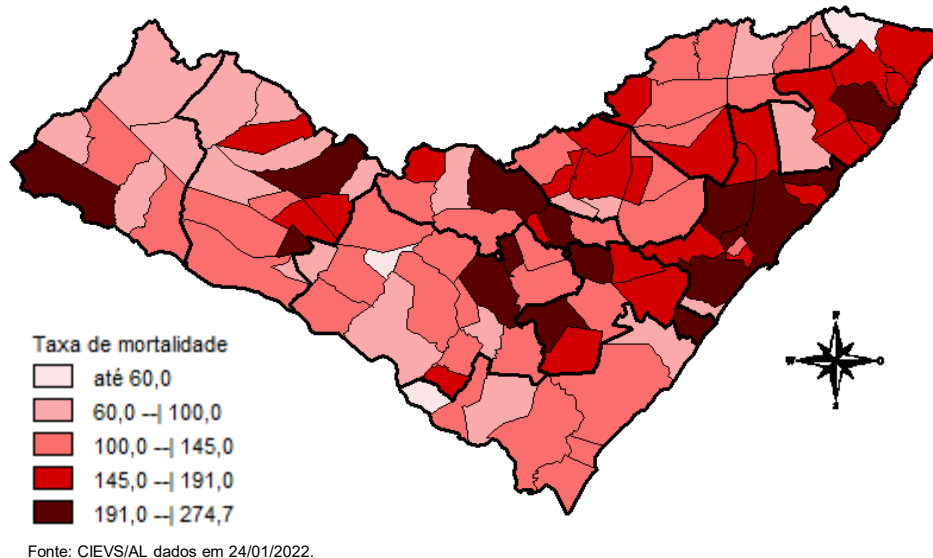 Taxa de mortalidade
até 60,0
60,0 --| 100,0
100,0 --| 145,0
145,0 --| 191,0
191,0 --| 274,7
N
W
O
S
Fonte: CIEVS/AL dados em 24/01/2022.